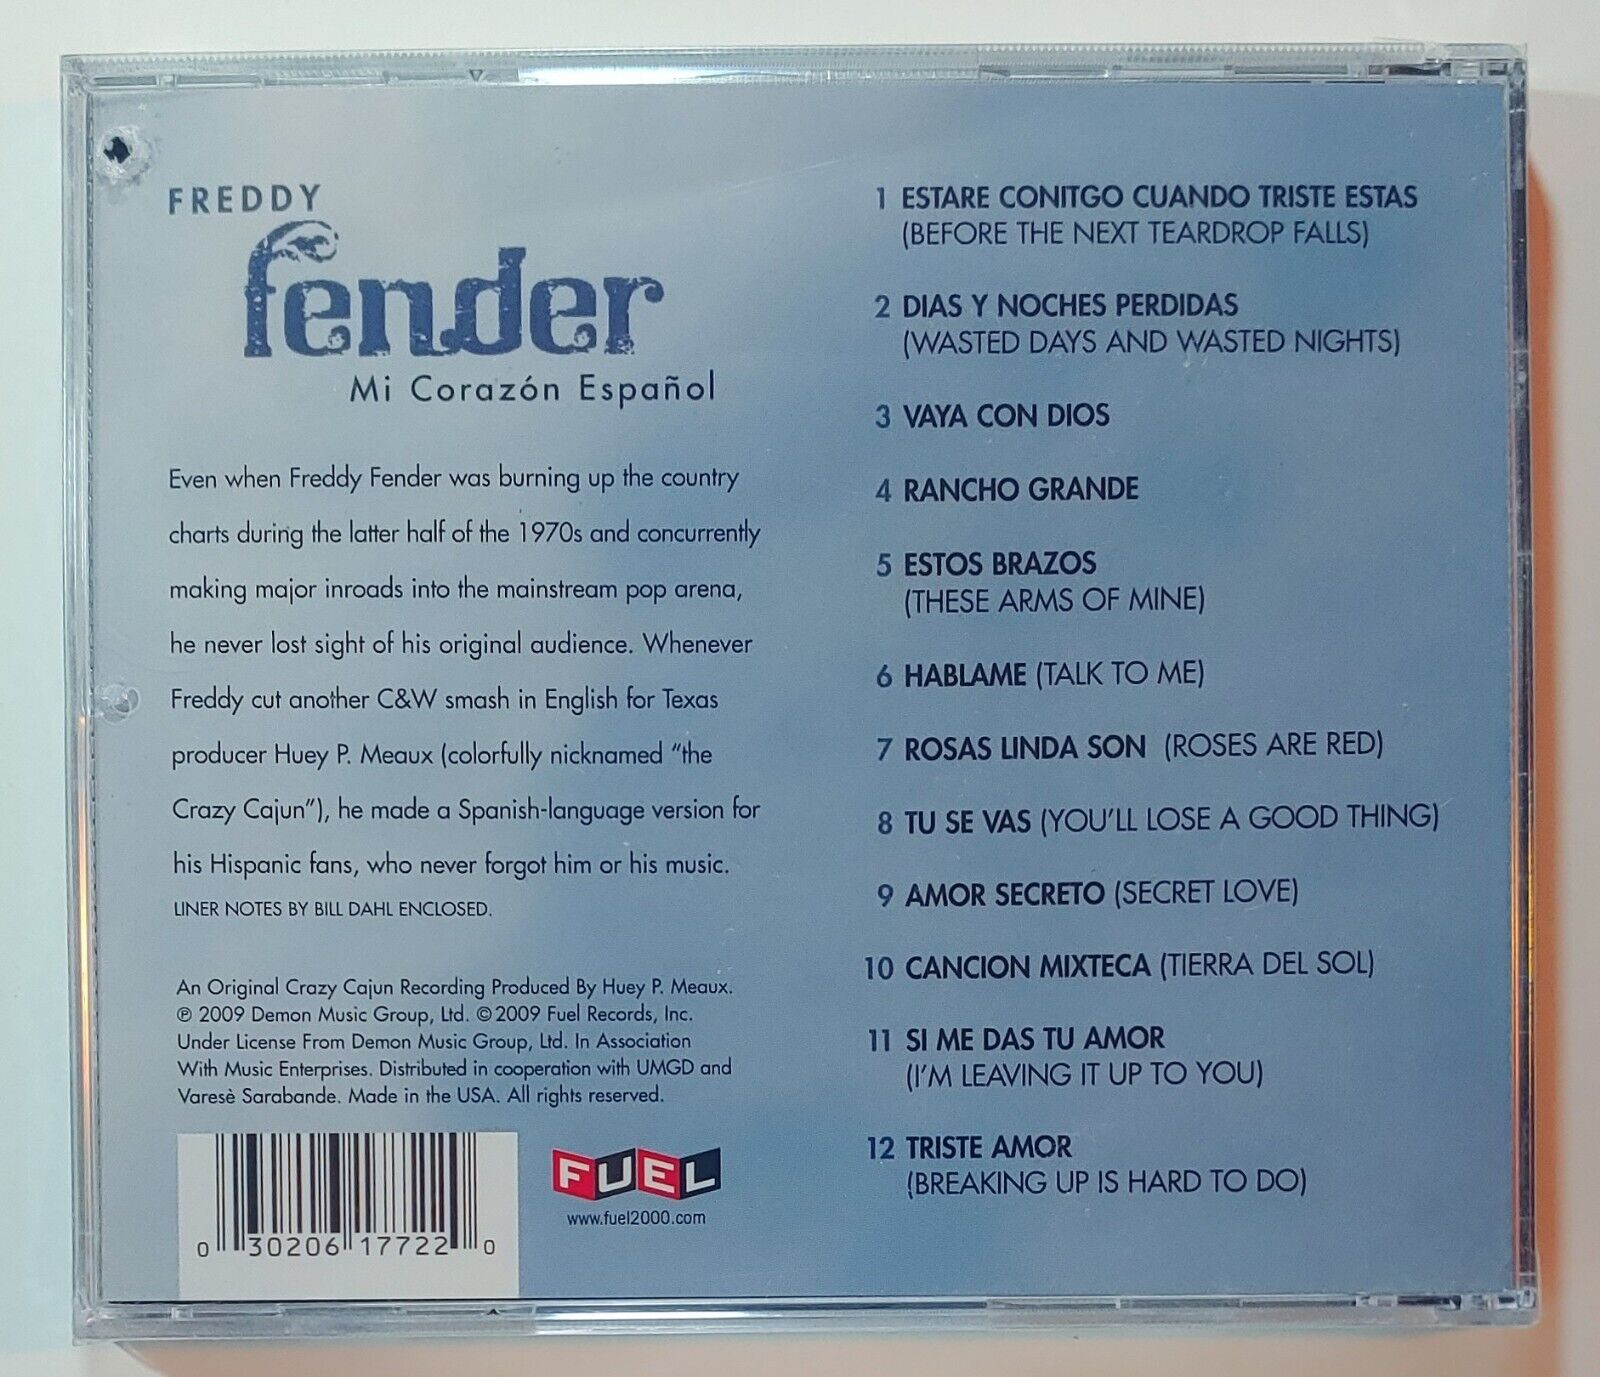 FREDDY
fender
Mi Corazón Español
Even when Freddy Fender was burning up the country
charts during the latter half of the 1970s and concurrently
making major inroads into the mainstream pop arena,
he never lost sight of his original audience. Whenever
Freddy cut another C&W smash in English for Texas
producer Huey P. Meaux (colorfully nicknamed “the
Crazy Cajun”), he made a Spanish-language version for
his Hispanic fans, who never forgot him or his music.
LINER NOTES BY BILL DAHL ENCLOSED.
An Original Crazy Cajun Recording Produced By Huey P. Meaux.
℗ 2009 Demon Music Group, Ltd. © 2009 Fuel Records, Inc.
Under License From Demon Music Group, Ltd. In Association
With Music Enterprises. Distributed in cooperation with UMGD and
Varesè Sarabande. Made in the USA. All rights reserved.
0 30206 17722 0
FUEL
www.fuel2000.com
1 ESTARE CONITGO CUANDO TRISTE ESTAS
(BEFORE THE NEXT TEARDROP FALLS)
2 DIAS Y NOCHES PERDIDAS
(WASTED DAYS AND WASTED NIGHTS)
3 VAYA CON DIOS
4 RANCHO GRANDE
5 ESTOS BRAZOS
(THESE ARMS OF MINE)
6 HABLAME (TALK TO ME)
7 ROSAS LINDA SON (ROSES ARE RED)
8 TU SE VAS (YOU'LL LOSE A GOOD THING)
9 AMOR SECRETO (SECRET LOVE)
10 CANCION MIXTECA (TIERRA DEL SOL)
11 SI ME DAS TU AMOR
(I'M LEAVING IT UP TO YOU)
12 TRISTE AMOR
(BREAKING UP IS HARD TO DO)